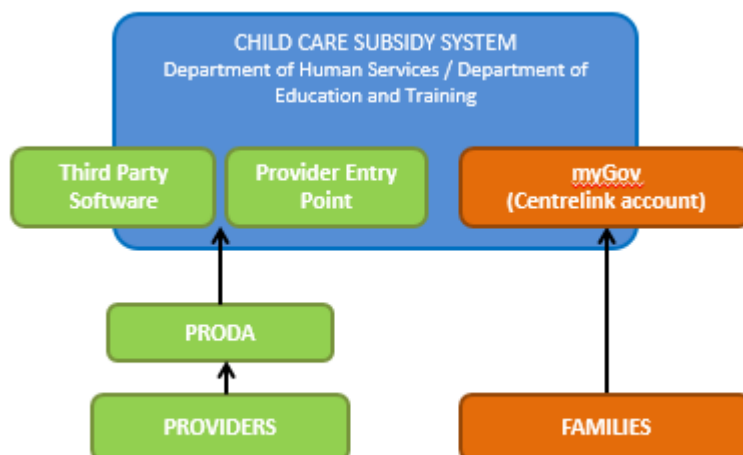 CHILD CARE SUBSIDY SYSTEM
Department of Human Services / Department of
Education and Training
Third Party
Software
Provider Entry
Point
myGov
(Centrelink account)
PRODA
PROVIDERS
FAMILIES